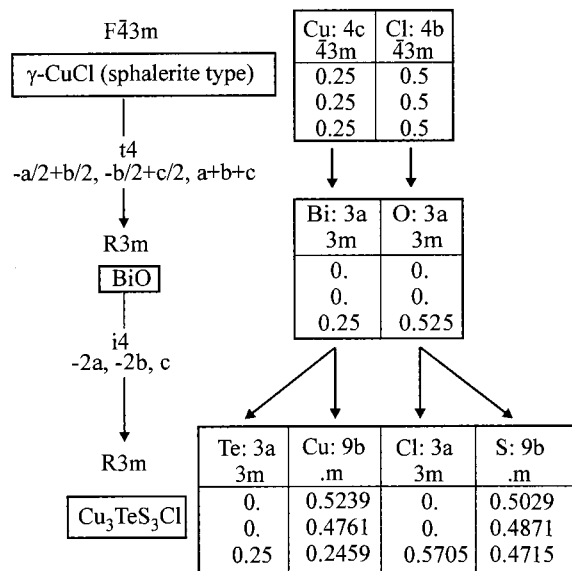 F4̄3m
γ-CuCl (sphalerite type)
t4
-a/2+b/2, -b/2+c/2, a+b+c
R3m
BiO
i4
-2a, -2b, c
R3m
Cu₃TeS₃Cl
Cu: 4c Cl: 4b
4̄3m 4̄3m
0.25 0.5
0.25 0.5
0.25 0.5
Bi: 3a O: 3a
3m 3m
0. 0.
0. 0.
0.25 0.525
Te: 3a Cu: 9b Cl: 3a S: 9b
3m .m 3m .m
0. 0.5239 0. 0.5029
0. 0.4761 0. 0.4871
0.25 0.2459 0.5705 0.4715